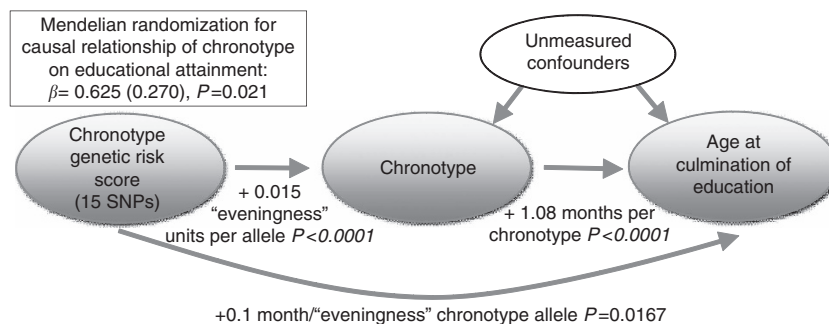 Mendelian randomization for
causal relationship of chronotype
on educational attainment:
β= 0.625 (0.270), P=0.021
Unmeasured
confounders
Chronotype
genetic risk
score
(15 SNPs)
Chronotype
Age at
culmination of
education
+ 0.015
“eveningness”
units per allele P<0.0001
+ 1.08 months per
chronotype P<0.0001
+0.1 month/“eveningness” chronotype allele P=0.0167